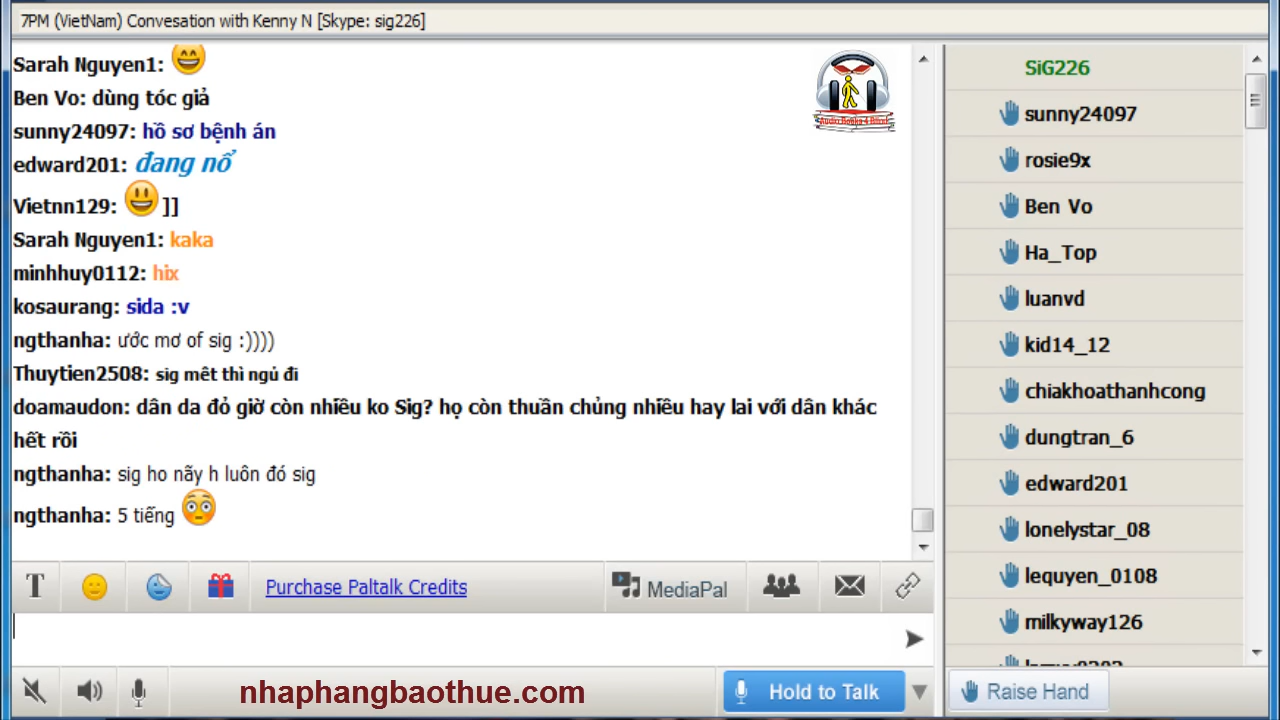 7PM (VietNam) Convesation with Kenny N [Skype: sig226]
Sarah Nguyen1:
Ben Vo: dùng tóc giả
sunny24097: hồ sơ bệnh án
edward201: đang nổ
Vietnn129: ]]
Sarah Nguyen1: kaka
minhhuy0112: hix
kosaurang: sida :v
ngthanha: ước mơ of sig :))))
Thuytien2508: sig mêt thì ngủ đi
doamaudon: dân da đỏ giờ còn nhiều ko Sig? họ còn thuần chủng nhiều hay lai với dân khác
hết rồi
ngthanha: sig ho nãy h luôn đó sig
ngthanha: 5 tiếng
Audio Books 4 Blind
SiG226
sunny24097
rosie9x
Ben Vo
Ha_Top
luanvd
kid14_12
chiakhoathanhcong
dungtran_6
edward201
lonelystar_08
lequyen_0108
milkyway126
T
Purchase Paltalk Credits
MediaPal
nhaphangbaothue.com
Hold to Talk
Raise Hand